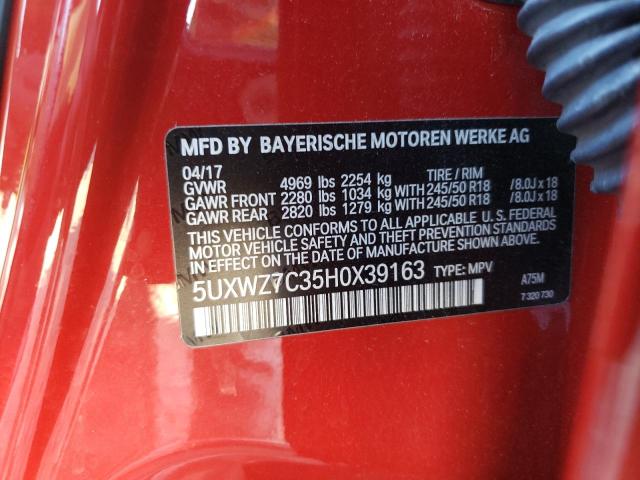 MFD BY BAYERISCHE MOTOREN WERKE AG
04/17 TIRE / RIM
GVWR 4969 lbs 2254 kg
GAWR FRONT 2280 lbs 1034 kg WITH 245/50 R18 / 8.0J x 18
GAWR REAR 2820 lbs 1279 kg WITH 245/50 R18 / 8.0J x 18
THIS VEHICLE CONFORMS TO ALL APPLICABLE U.S. FEDERAL
MOTOR VEHICLE SAFETY STANDARDS IN
EFFECT ON THE DATE OF MANUFACTURE SHOWN ABOVE.
5UXWZ7C35H0X39163 TYPE: MPV A75M
7 320 730